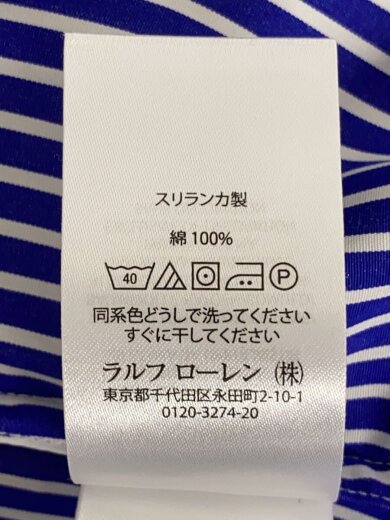 スリランカ製
綿 100%
40 P
同系色どうしで洗ってください
すぐに干してください
ラルフ ローレン (株)
東京都千代田区永田町2-10-1
0120-3274-20